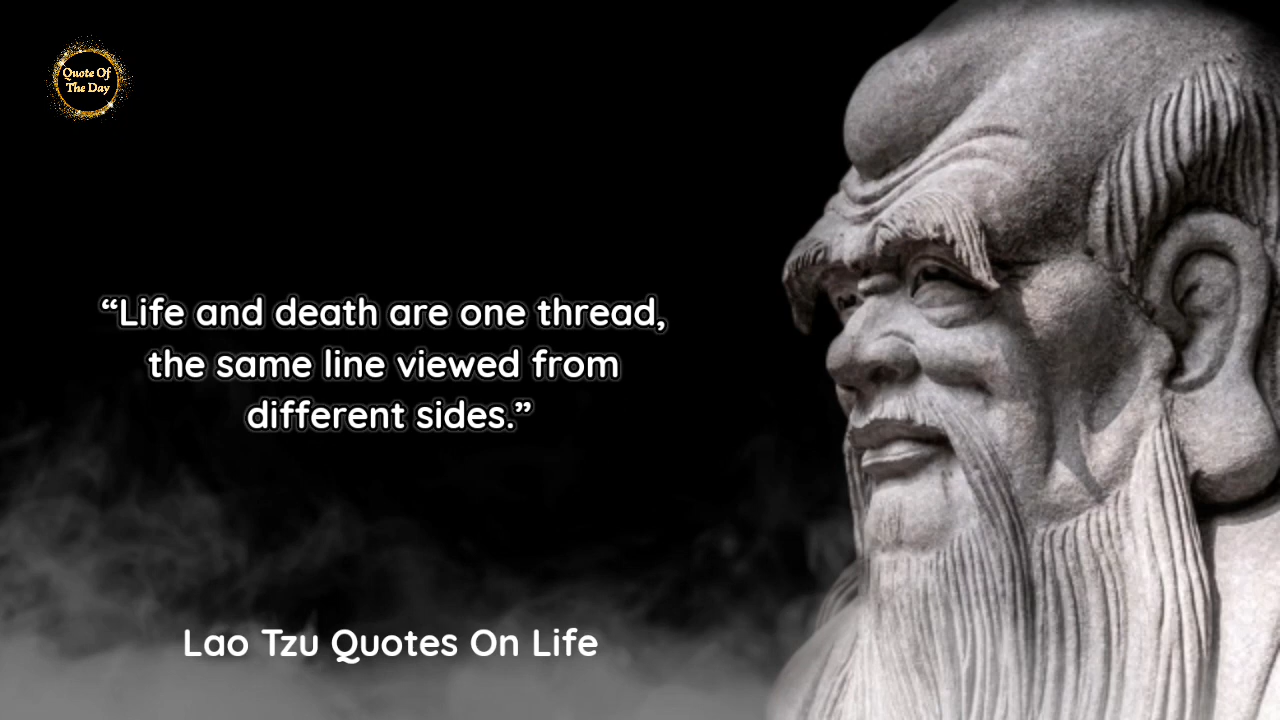 Quote Of
The Day
“Life and death are one thread,
the same line viewed from
different sides.”
Lao Tzu Quotes On Life